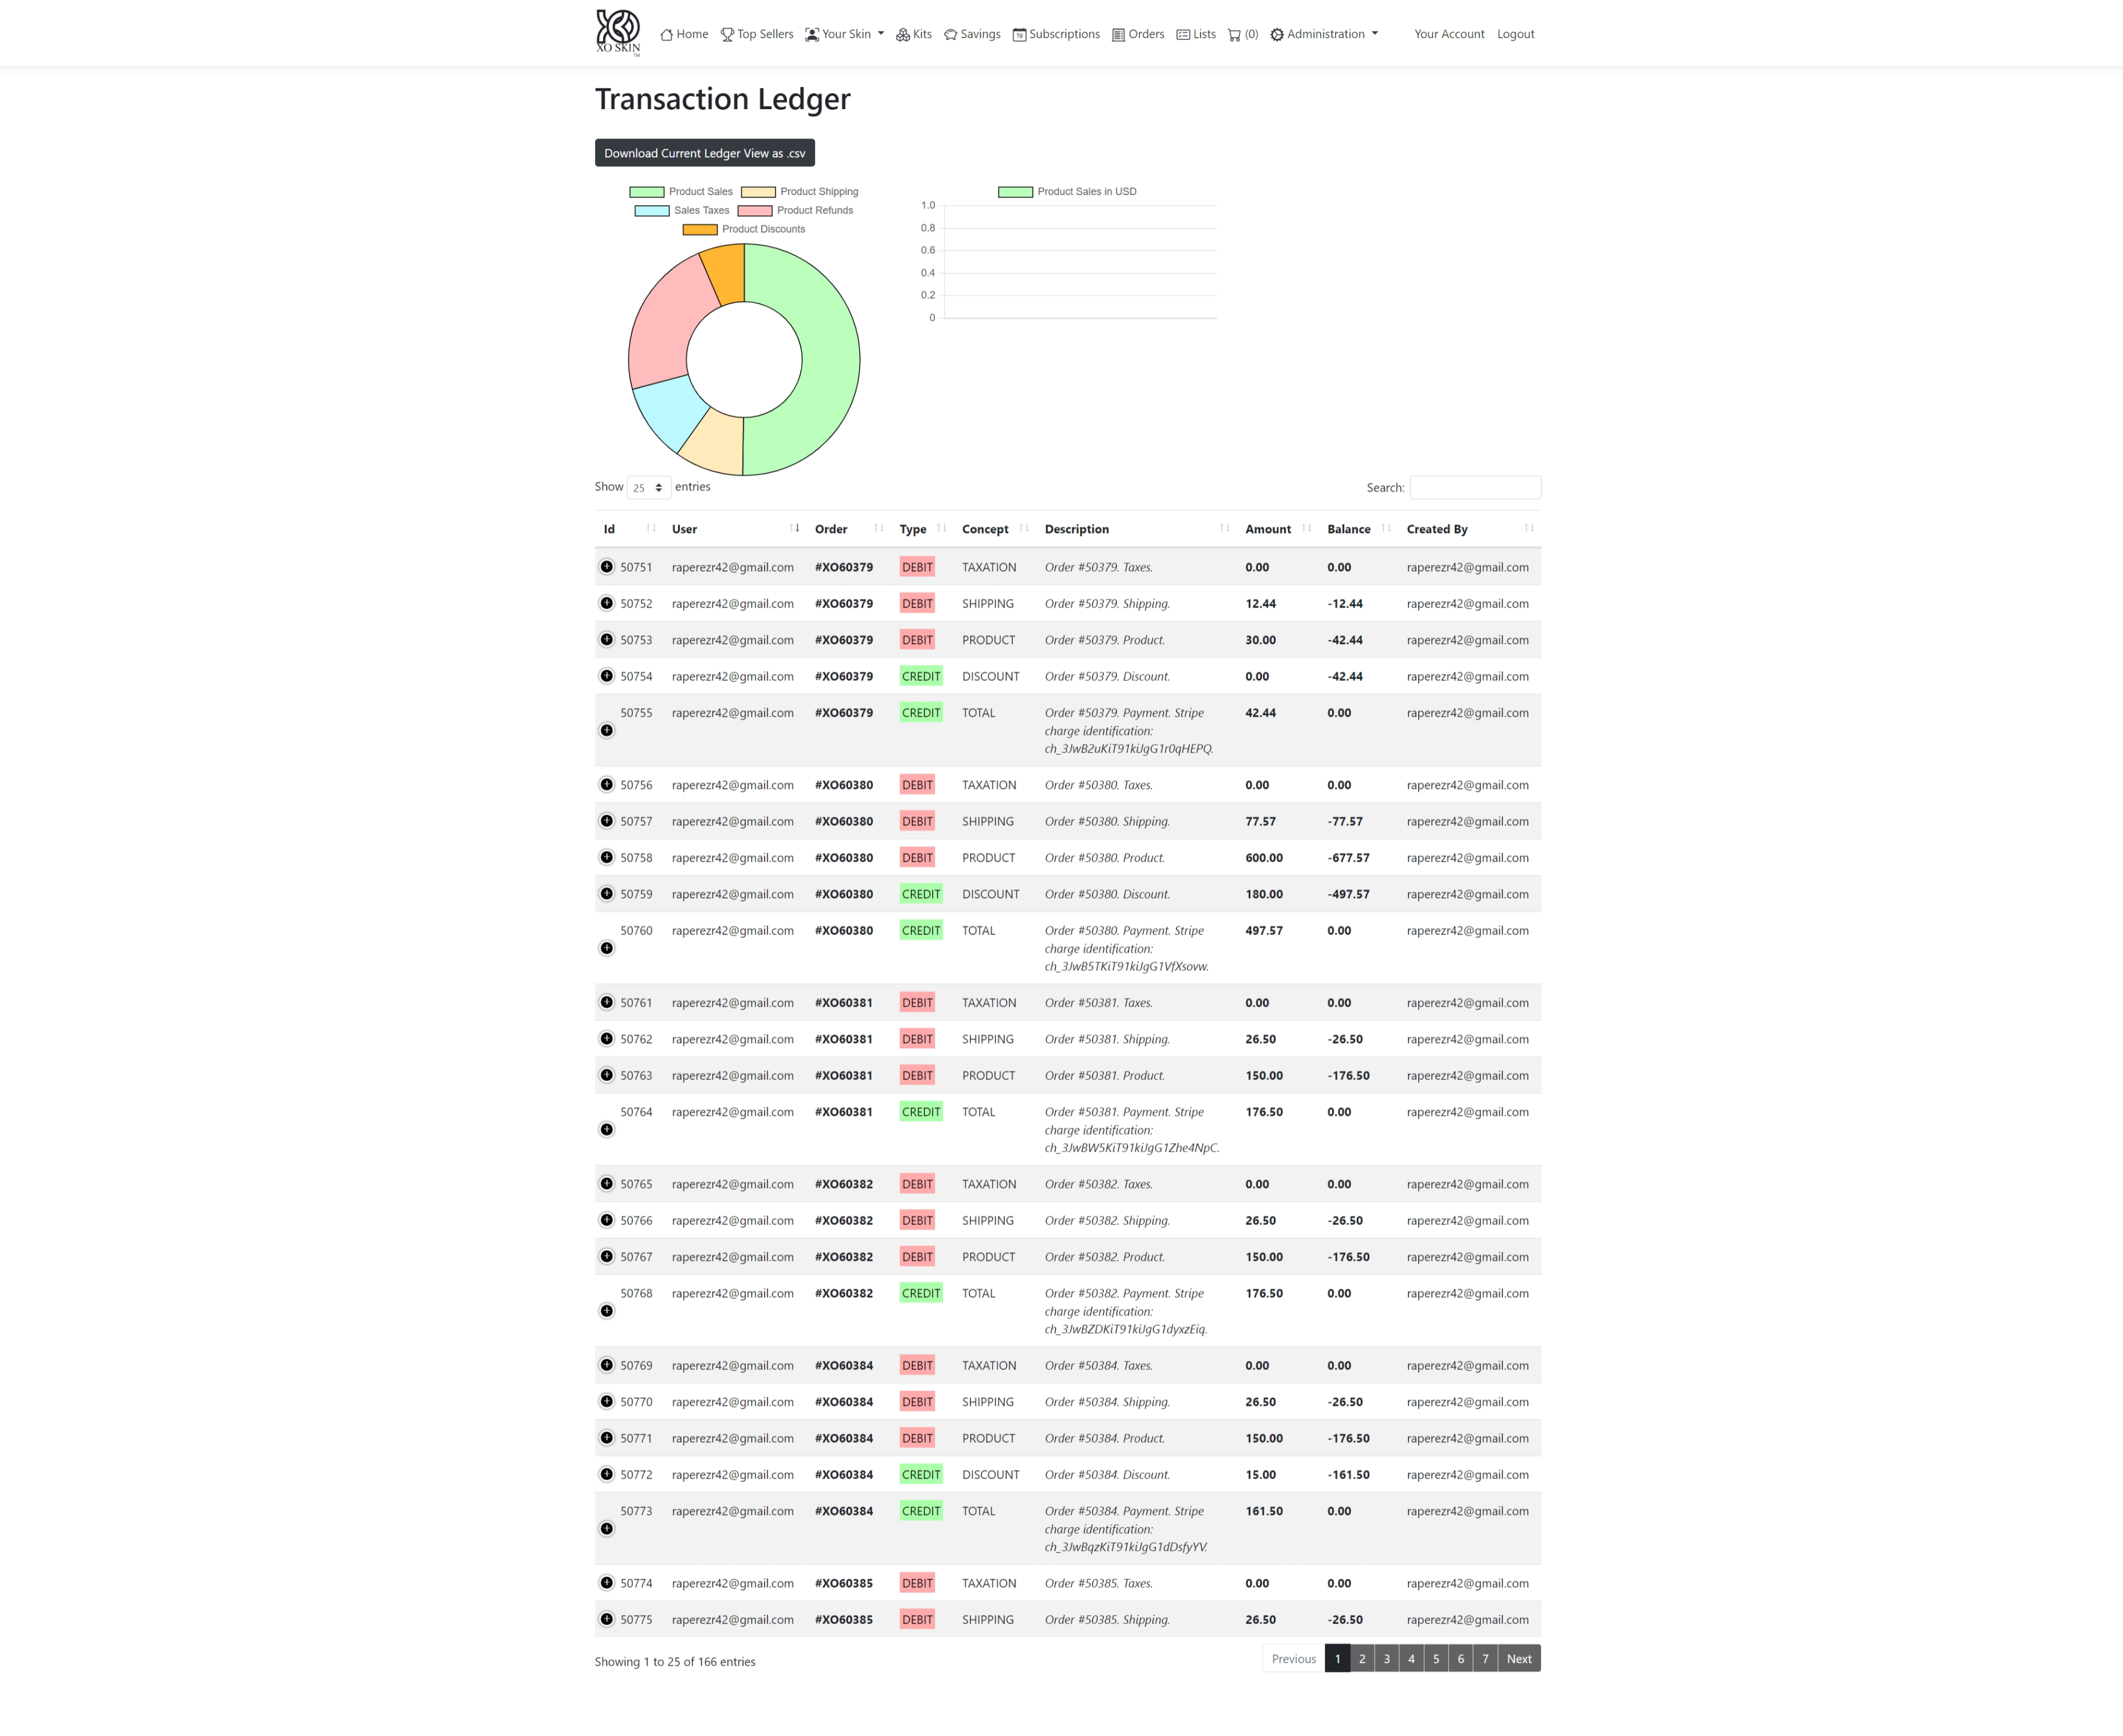 XO SKIN
TM
Home Top Sellers Your Skin Kits Savings 19 Subscriptions Orders Lists (0) Administration Your Account Logout
Transaction Ledger
Download Current Ledger View as .csv
Product Sales Product Shipping
Sales Taxes Product Refunds
Product Discounts
Product Sales in USD
1.0
0.8
0.6
0.4
0.2
0
Show 25 entries Search:
Id User Order Type Concept Description Amount Balance Created By
50751 raperezr42@gmail.com #XO60379 DEBIT TAXATION Order #50379. Taxes. 0.00 0.00 raperezr42@gmail.com
50752 raperezr42@gmail.com #XO60379 DEBIT SHIPPING Order #50379. Shipping. 12.44 -12.44 raperezr42@gmail.com
50753 raperezr42@gmail.com #XO60379 DEBIT PRODUCT Order #50379. Product. 30.00 -42.44 raperezr42@gmail.com
50754 raperezr42@gmail.com #XO60379 CREDIT DISCOUNT Order #50379. Discount. 0.00 -42.44 raperezr42@gmail.com
50755 raperezr42@gmail.com #XO60379 CREDIT TOTAL Order #50379. Payment. Stripe 42.44 0.00 raperezr42@gmail.com
charge identification:
ch_3JwB2uKiT91kiJgG1r0qHEPQ.
50756 raperezr42@gmail.com #XO60380 DEBIT TAXATION Order #50380. Taxes. 0.00 0.00 raperezr42@gmail.com
50757 raperezr42@gmail.com #XO60380 DEBIT SHIPPING Order #50380. Shipping. 77.57 -77.57 raperezr42@gmail.com
50758 raperezr42@gmail.com #XO60380 DEBIT PRODUCT Order #50380. Product. 600.00 -677.57 raperezr42@gmail.com
50759 raperezr42@gmail.com #XO60380 CREDIT DISCOUNT Order #50380. Discount. 180.00 -497.57 raperezr42@gmail.com
50760 raperezr42@gmail.com #XO60380 CREDIT TOTAL Order #50380. Payment. Stripe 497.57 0.00 raperezr42@gmail.com
charge identification:
ch_3JwB5TKiT91kiJgG1VfXsovw.
50761 raperezr42@gmail.com #XO60381 DEBIT TAXATION Order #50381. Taxes. 0.00 0.00 raperezr42@gmail.com
50762 raperezr42@gmail.com #XO60381 DEBIT SHIPPING Order #50381. Shipping. 26.50 -26.50 raperezr42@gmail.com
50763 raperezr42@gmail.com #XO60381 DEBIT PRODUCT Order #50381. Product. 150.00 -176.50 raperezr42@gmail.com
50764 raperezr42@gmail.com #XO60381 CREDIT TOTAL Order #50381. Payment. Stripe 176.50 0.00 raperezr42@gmail.com
charge identification:
ch_3JwBW5KiT91kiJgG1Zhe4NpC.
50765 raperezr42@gmail.com #XO60382 DEBIT TAXATION Order #50382. Taxes. 0.00 0.00 raperezr42@gmail.com
50766 raperezr42@gmail.com #XO60382 DEBIT SHIPPING Order #50382. Shipping. 26.50 -26.50 raperezr42@gmail.com
50767 raperezr42@gmail.com #XO60382 DEBIT PRODUCT Order #50382. Product. 150.00 -176.50 raperezr42@gmail.com
50768 raperezr42@gmail.com #XO60382 CREDIT TOTAL Order #50382. Payment. Stripe 176.50 0.00 raperezr42@gmail.com
charge identification:
ch_3JwBZDKiT91kiJgG1dyxzEiq.
50769 raperezr42@gmail.com #XO60384 DEBIT TAXATION Order #50384. Taxes. 0.00 0.00 raperezr42@gmail.com
50770 raperezr42@gmail.com #XO60384 DEBIT SHIPPING Order #50384. Shipping. 26.50 -26.50 raperezr42@gmail.com
50771 raperezr42@gmail.com #XO60384 DEBIT PRODUCT Order #50384. Product. 150.00 -176.50 raperezr42@gmail.com
50772 raperezr42@gmail.com #XO60384 CREDIT DISCOUNT Order #50384. Discount. 15.00 -161.50 raperezr42@gmail.com
50773 raperezr42@gmail.com #XO60384 CREDIT TOTAL Order #50384. Payment. Stripe 161.50 0.00 raperezr42@gmail.com
charge identification:
ch_3JwBqzKiT91kiJgG1dDsfyYV.
50774 raperezr42@gmail.com #XO60385 DEBIT TAXATION Order #50385. Taxes. 0.00 0.00 raperezr42@gmail.com
50775 raperezr42@gmail.com #XO60385 DEBIT SHIPPING Order #50385. Shipping. 26.50 -26.50 raperezr42@gmail.com
Showing 1 to 25 of 166 entries Previous 1 2 3 4 5 6 7 Next